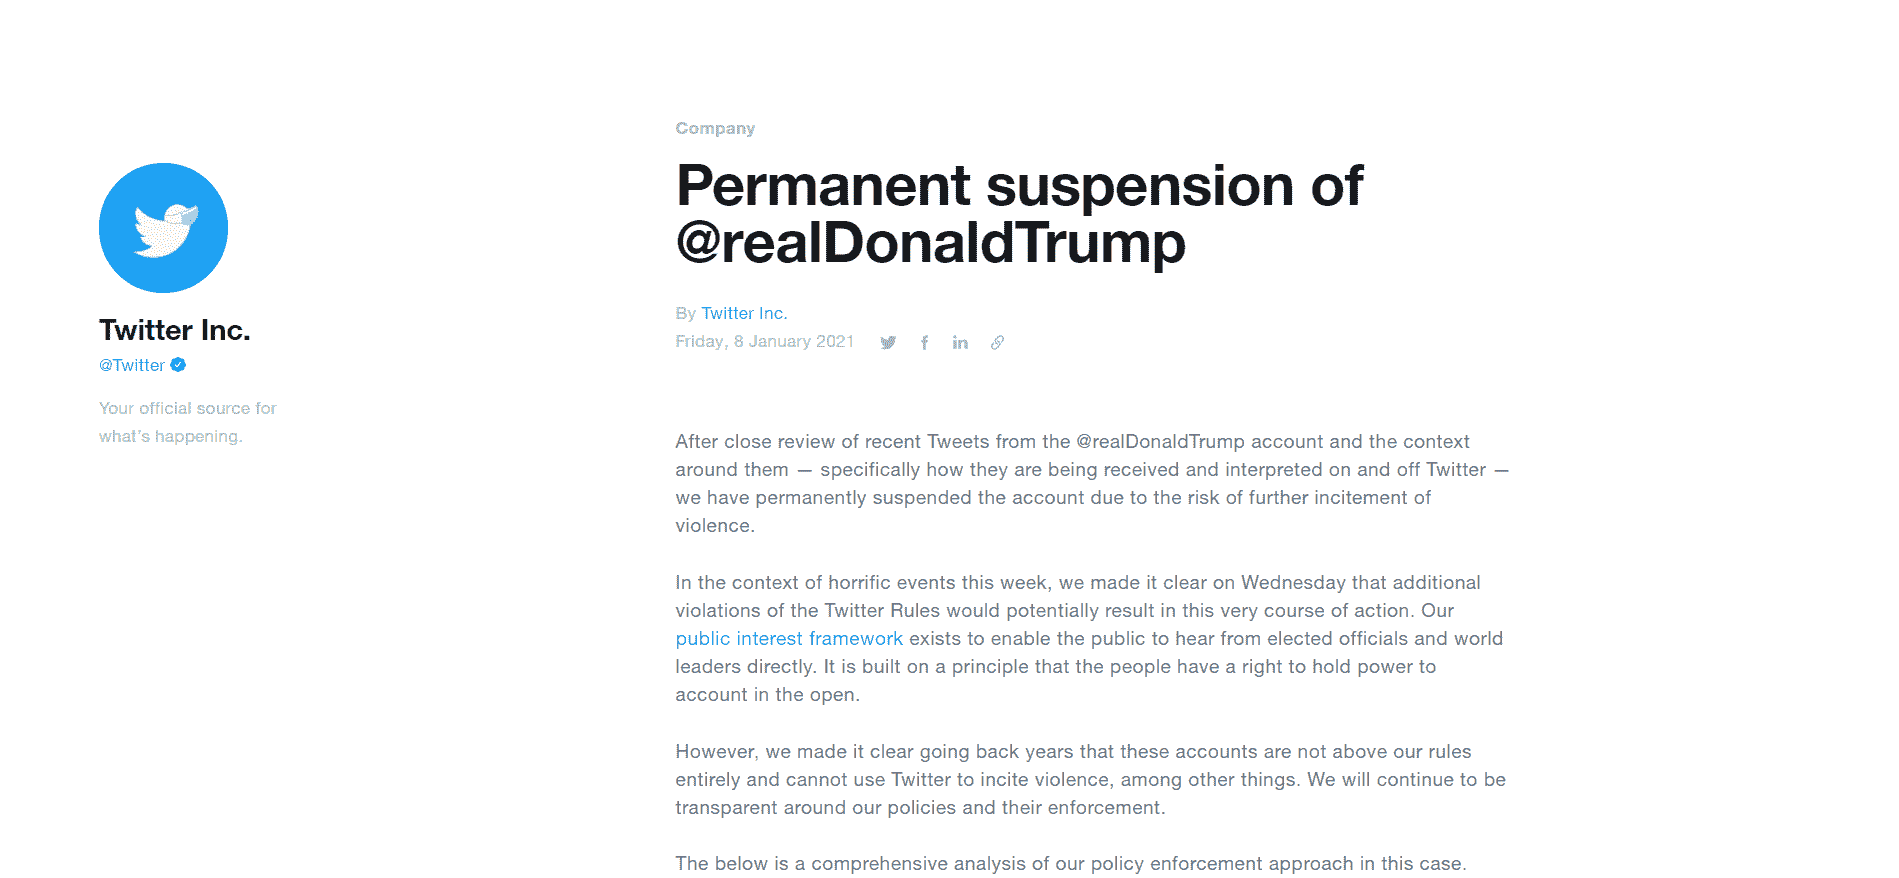 Company
Permanent suspension of
@realDonaldTrump
By Twitter Inc.
Friday, 8 January 2021
Twitter Inc.
@Twitter
Your official source for
what's happening.
After close review of recent Tweets from the @realDonaldTrump account and the context
around them — specifically how they are being received and interpreted on and off Twitter —
we have permanently suspended the account due to the risk of further incitement of
violence.
In the context of horrific events this week, we made it clear on Wednesday that additional
violations of the Twitter Rules would potentially result in this very course of action. Our
public interest framework exists to enable the public to hear from elected officials and world
leaders directly. It is built on a principle that the people have a right to hold power to
account in the open.
However, we made it clear going back years that these accounts are not above our rules
entirely and cannot use Twitter to incite violence, among other things. We will continue to be
transparent around our policies and their enforcement.
The below is a comprehensive analysis of our policy enforcement approach in this case.